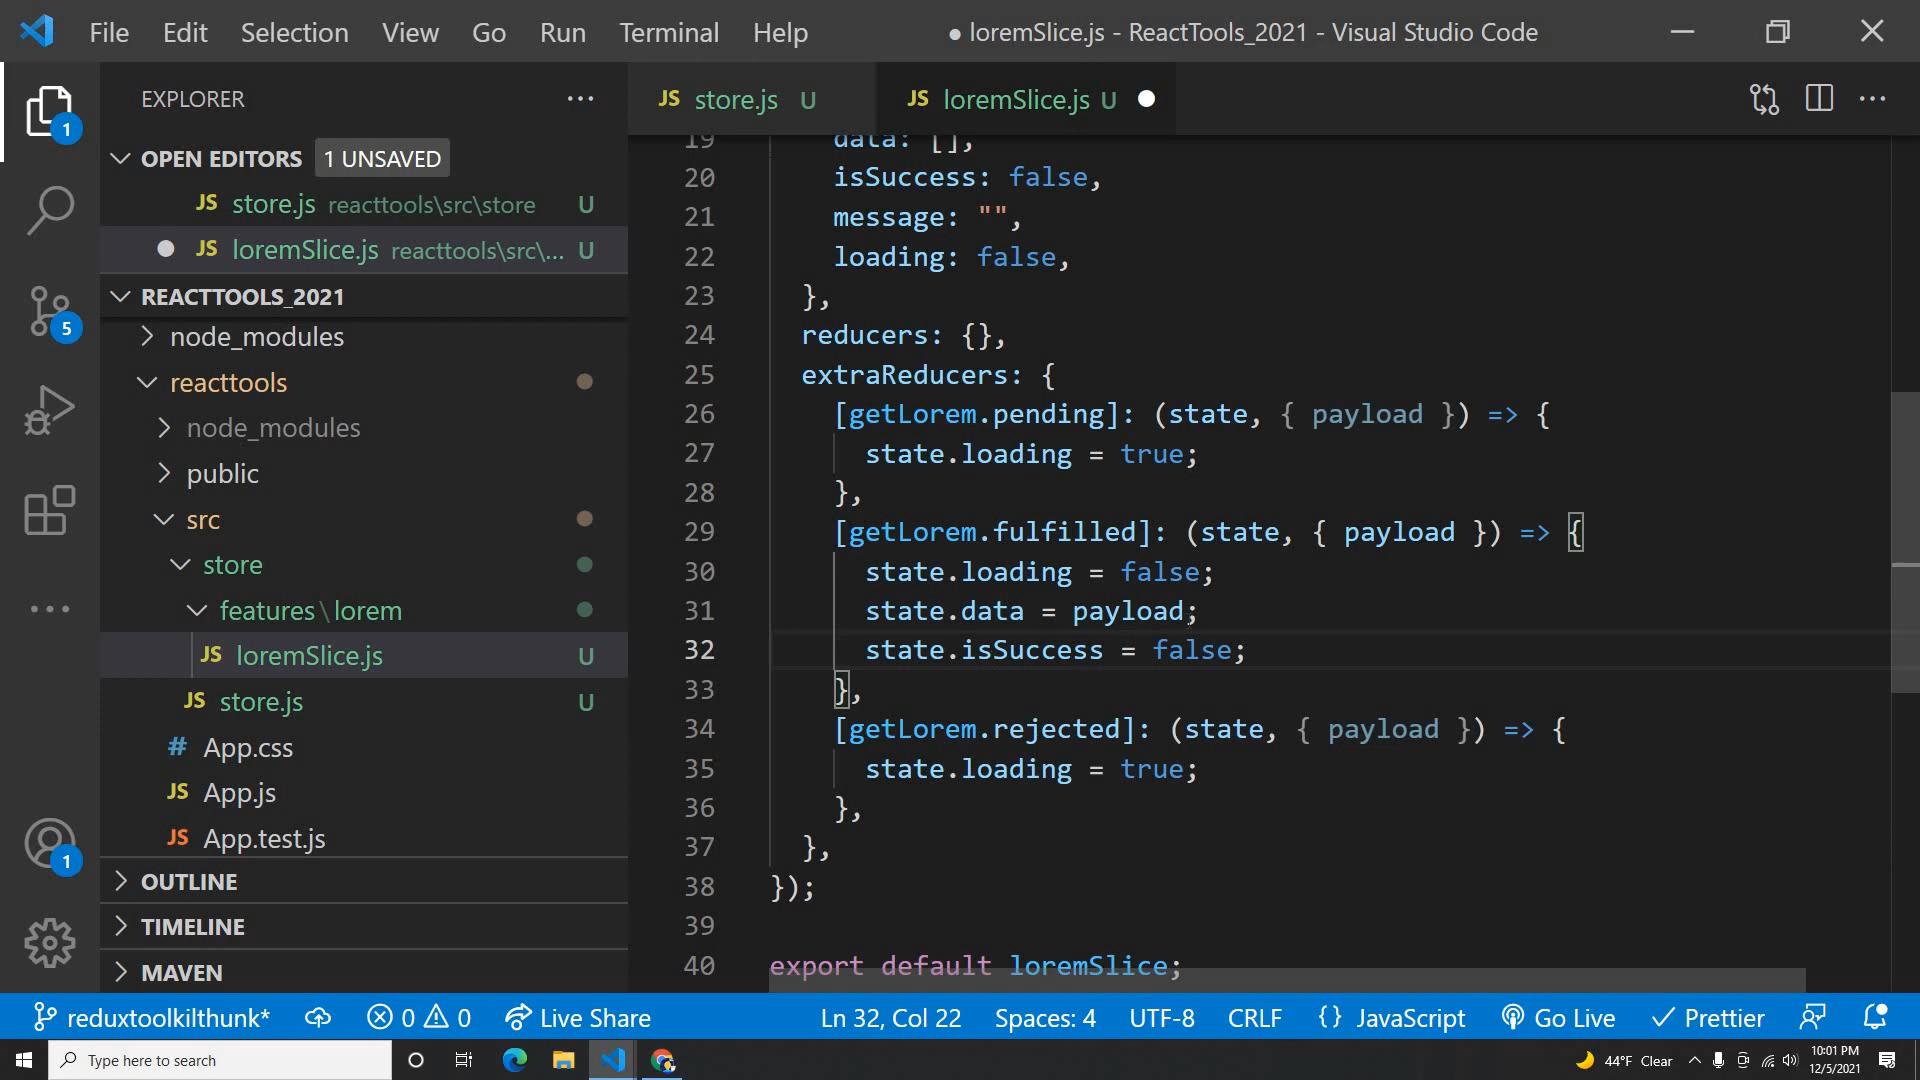 File Edit Selection View Go Run Terminal Help ● loremSlice.js - ReactTools_2021 - Visual Studio Code
EXPLORER
JS store.js U
JS loremSlice.js U
OPEN EDITORS 1 UNSAVED
JS store.js reacttools\src\store U
JS loremSlice.js reacttools\src\... U
REACTTOOLS_2021
node_modules
reacttools
node_modules
public
src
store
features\lorem
JS loremSlice.js U
JS store.js U
# App.css
JS App.js
JS App.test.js
OUTLINE
TIMELINE
MAVEN
1
5
1
19 data: [],
20 isSuccess: false,
21 message: "",
22 loading: false,
23 },
24 reducers: {},
25 extraReducers: {
26 [getLorem.pending]: (state, { payload }) => {
27 state.loading = true;
28 },
29 [getLorem.fulfilled]: (state, { payload }) => {
30 state.loading = false;
31 state.data = payload;
32 state.isSuccess = false;
33 },
34 [getLorem.rejected]: (state, { payload }) => {
35 state.loading = true;
36 },
37 },
38 });
39
40 export default loremSlice;
reduxtoolkilthunk* 0 0 Live Share Ln 32, Col 22 Spaces: 4 UTF-8 CRLF {} JavaScript Go Live Prettier
Type here to search
44°F Clear
10:01 PM
12/5/2021